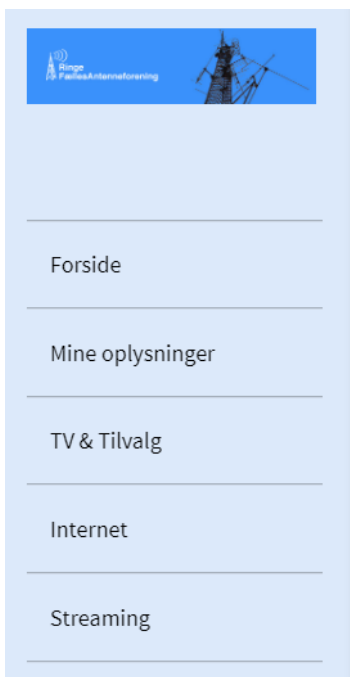 Ringe
FællesAntenneforening
Forside
Mine oplysninger
TV & Tilvalg
Internet
Streaming